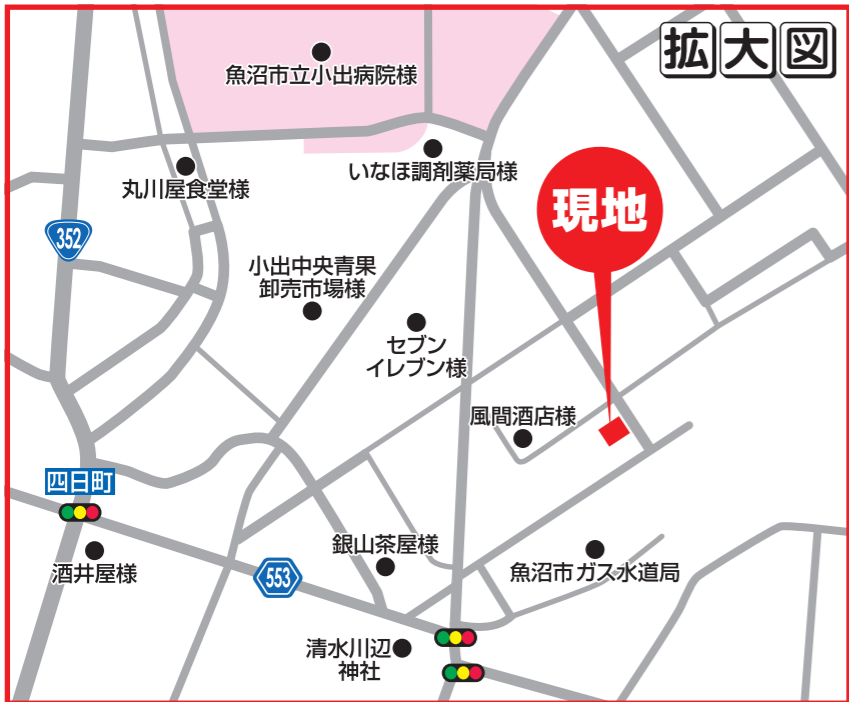 拡大図
魚沼市立小出病院様
いなほ調剤薬局様
丸川屋食堂様
現地
352
小出中央青果
卸売市場様
セブン
イレブン様
風間酒店様
四日町
銀山茶屋様
酒井屋様
553
魚沼市ガス水道局
清水川辺
神社